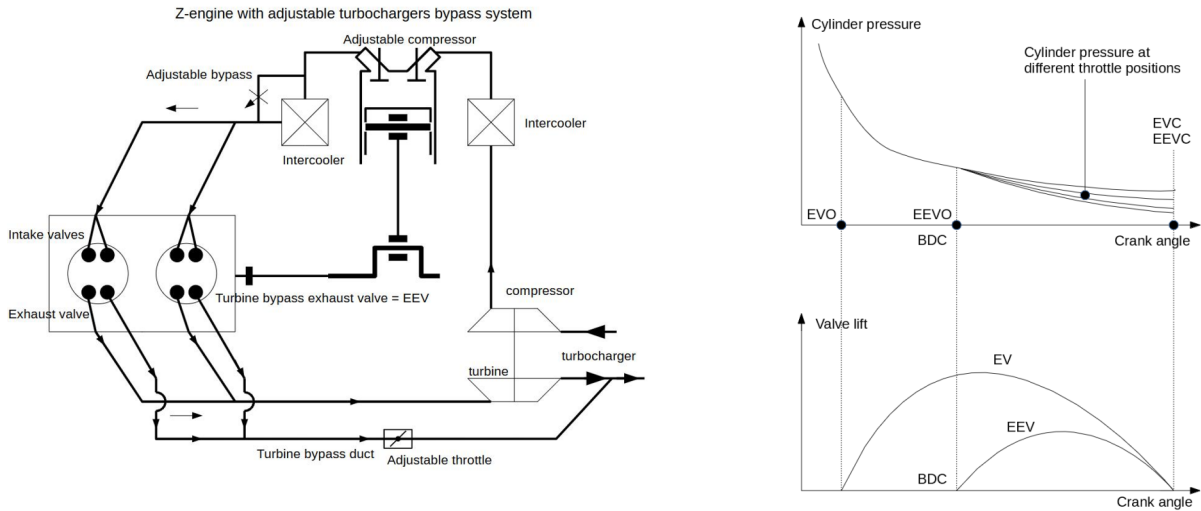 Z-engine with adjustable turbochargers bypass system
Adjustable compressor
Adjustable bypass
Intercooler
Intercooler
Intake valves
Exhaust valve
Turbine bypass exhaust valve = EEV
compressor
turbocharger
turbine
Turbine bypass duct
Adjustable throttle
Cylinder pressure
Cylinder pressure at
different throttle positions
EVC
EEVC
EVO
EEVO
BDC
Crank angle
Valve lift
EV
EEV
BDC
Crank angle